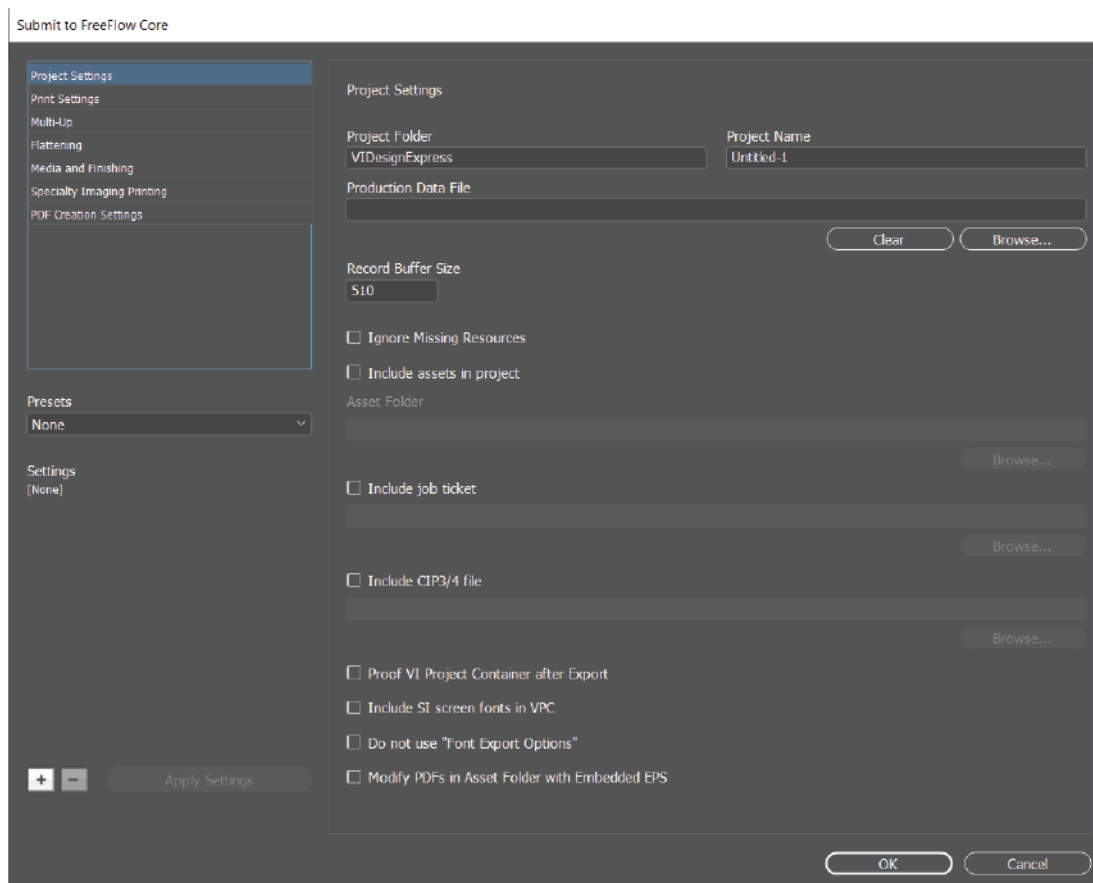 Submit to FreeFlow Core
Project Settings
Print Settings
Multi-Up
Flattening
Media and Finishing
Specialty Imaging Printing
PDF Creation Settings
Presets
None
Settings
[None]
+ −
Apply Settings
Project Settings
Project Folder
VIDesignExpress
Project Name
Untitled-1
Production Data File
Clear
Browse...
Record Buffer Size
510
Ignore Missing Resources
Include assets in project
Asset Folder
Browse...
Include job ticket
Browse...
Include CIP3/4 file
Browse...
Proof VI Project Container after Export
Include SI screen fonts in VPC
Do not use "Font Export Options"
Modify PDFs in Asset Folder with Embedded EPS
OK
Cancel